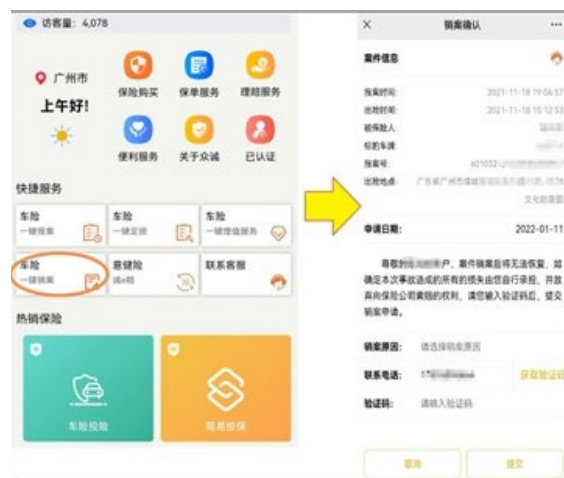 访客量: 4,078
广州市
上午好!
保险购买
保单服务
理赔服务
便利服务
关于众诚
已认证
快捷服务
车险
一键报案
车险
一键定损
车险
一键增值服务
车险
一键销案
意健险
诚e赔
联系客服
热销保险
车险投险
简易投保
销案确认
案件信息
报案时间:
2021-11-18 19:06:57
出险时间:
2021-11-18 15:12:53
被保险人:
标的车牌:
报案号:
出险地点:
文化创意园
申请日期:
2022-01-11
户，案件销案后将无法恢复，如
确定本次事故造成的所有的损失由您自行承担，并放
弃向保险公司索赔的权利，请您输入验证码后，提交
销案申请。
销案原因:
请选择销案原因
联系电话:
获取验证码
验证码:
请输入验证码
取消
提交